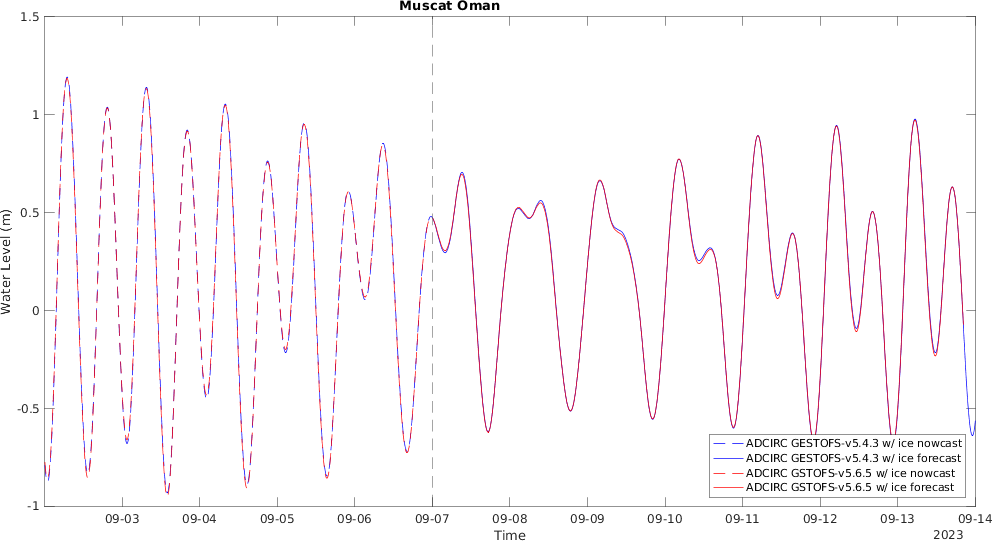 Muscat Oman
1.5
1
0.5
0
-0.5
-1
Water Level (m)
ADCIRC GESTOFS-v5.4.3 w/ ice nowcast
ADCIRC GESTOFS-v5.4.3 w/ ice forecast
ADCIRC GSTOFS-v5.6.5 w/ ice nowcast
ADCIRC GSTOFS-v5.6.5 w/ ice forecast
09-03 09-04 09-05 09-06 09-07 09-08 09-09 09-10 09-11 09-12 09-13 09-14
Time
2023